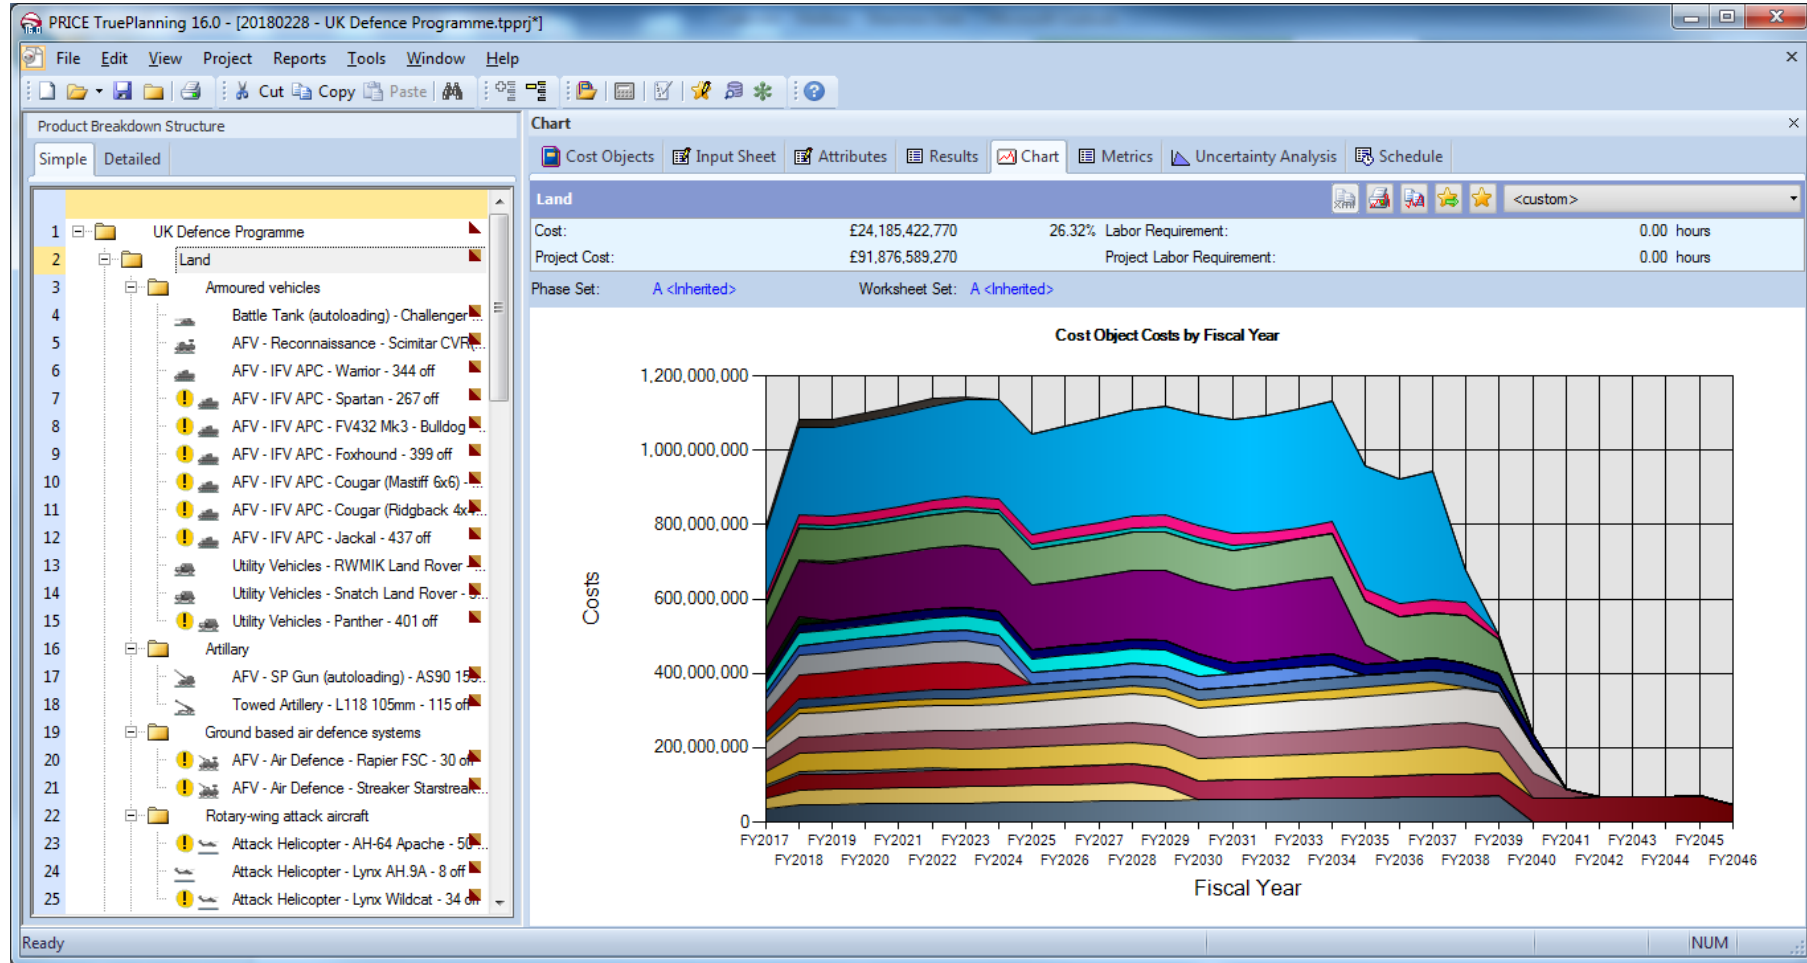 PRICE TruePlanning 16.0 - [20180228 - UK Defence Programme.tpprj*]
File Edit View Project Reports Tools Window Help
Cut Copy Paste
Product Breakdown Structure
Simple Detailed
1 UK Defence Programme
2 Land
3 Armoured vehicles
4 Battle Tank (autoloading) - Challenger ...
5 AFV - Reconnaissance - Scimitar CVR(...
6 AFV - IFV APC - Warrior - 344 off
7 AFV - IFV APC - Spartan - 267 off
8 AFV - IFV APC - FV432 Mk3 - Bulldog ...
9 AFV - IFV APC - Foxhound - 399 off
10 AFV - IFV APC - Cougar (Mastiff 6x6) - ...
11 AFV - IFV APC - Cougar (Ridgback 4x...
12 AFV - IFV APC - Jackal - 437 off
13 Utility Vehicles - RWMIK Land Rover - ...
14 Utility Vehicles - Snatch Land Rover - ...
15 Utility Vehicles - Panther - 401 off
16 Artillary
17 AFV - SP Gun (autoloading) - AS90 15...
18 Towed Artillery - L118 105mm - 115 off
19 Ground based air defence systems
20 AFV - Air Defence - Rapier FSC - 30 off
21 AFV - Air Defence - Streaker Starstreak...
22 Rotary-wing attack aircraft
23 Attack Helicopter - AH-64 Apache - 50...
24 Attack Helicopter - Lynx AH.9A - 8 off
25 Attack Helicopter - Lynx Wildcat - 34 off
Chart
Cost Objects Input Sheet Attributes Results Chart Metrics Uncertainty Analysis Schedule
Land <custom>
Cost: £24,185,422,770 26.32% Labor Requirement: 0.00 hours
Project Cost: £91,876,589,270 Project Labor Requirement: 0.00 hours
Phase Set: A <Inherited> Worksheet Set: A <Inherited>
Cost Object Costs by Fiscal Year
1,200,000,000
1,000,000,000
800,000,000
600,000,000
400,000,000
200,000,000
0
Costs
FY2017 FY2019 FY2021 FY2023 FY2025 FY2027 FY2029 FY2031 FY2033 FY2035 FY2037 FY2039 FY2041 FY2043 FY2045
FY2018 FY2020 FY2022 FY2024 FY2026 FY2028 FY2030 FY2032 FY2034 FY2036 FY2038 FY2040 FY2042 FY2044 FY2046
Fiscal Year
Ready
NUM